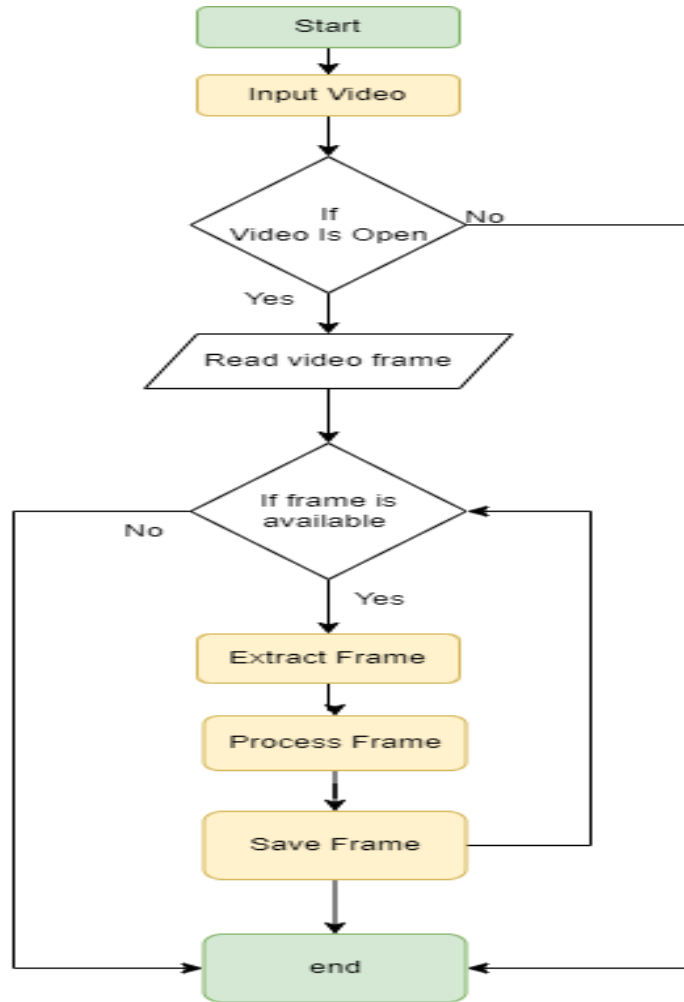 Start
Input Video
If
Video Is Open
No
Yes
Read video frame
If frame is
available
No
Yes
Extract Frame
Process Frame
Save Frame
end